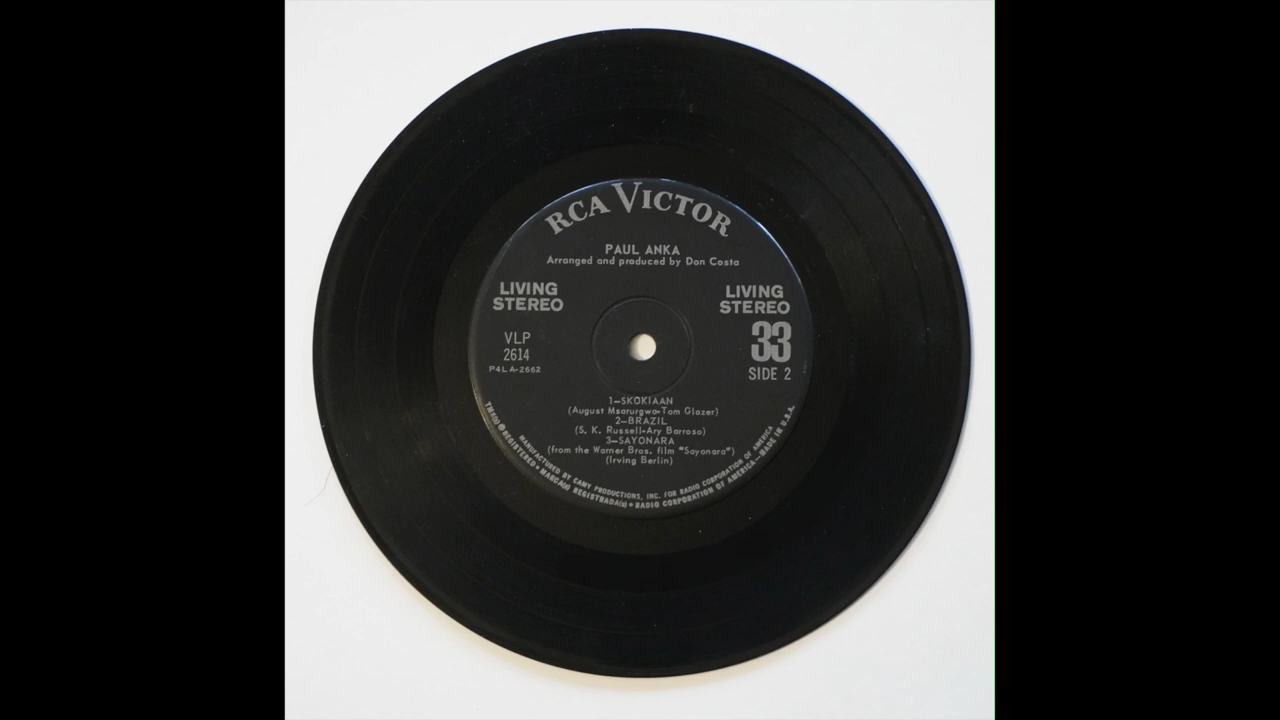 RCA VICTOR
PAUL ANKA
Arranged and produced by Don Costa
LIVING STEREO
LIVING STEREO
VLP
2614
P4LA-2662
33
SIDE 2
1—SKOKIAAN
(August Msarurgwa-Tom Glazer)
2—BRAZIL
(S. K. Russell-Ary Barroso)
3—SAYONARA
(from the Warner Bros. film "Sayonara")
(Irving Berlin)
MANUFACTURED BY CAMY PRODUCTIONS, INC. FOR RADIO CORPORATION OF AMERICA
TMK(s) ® REGISTERED • MARCA(s) REGISTRADA(s) • RADIO CORPORATION OF AMERICA—MADE IN U.S.A.